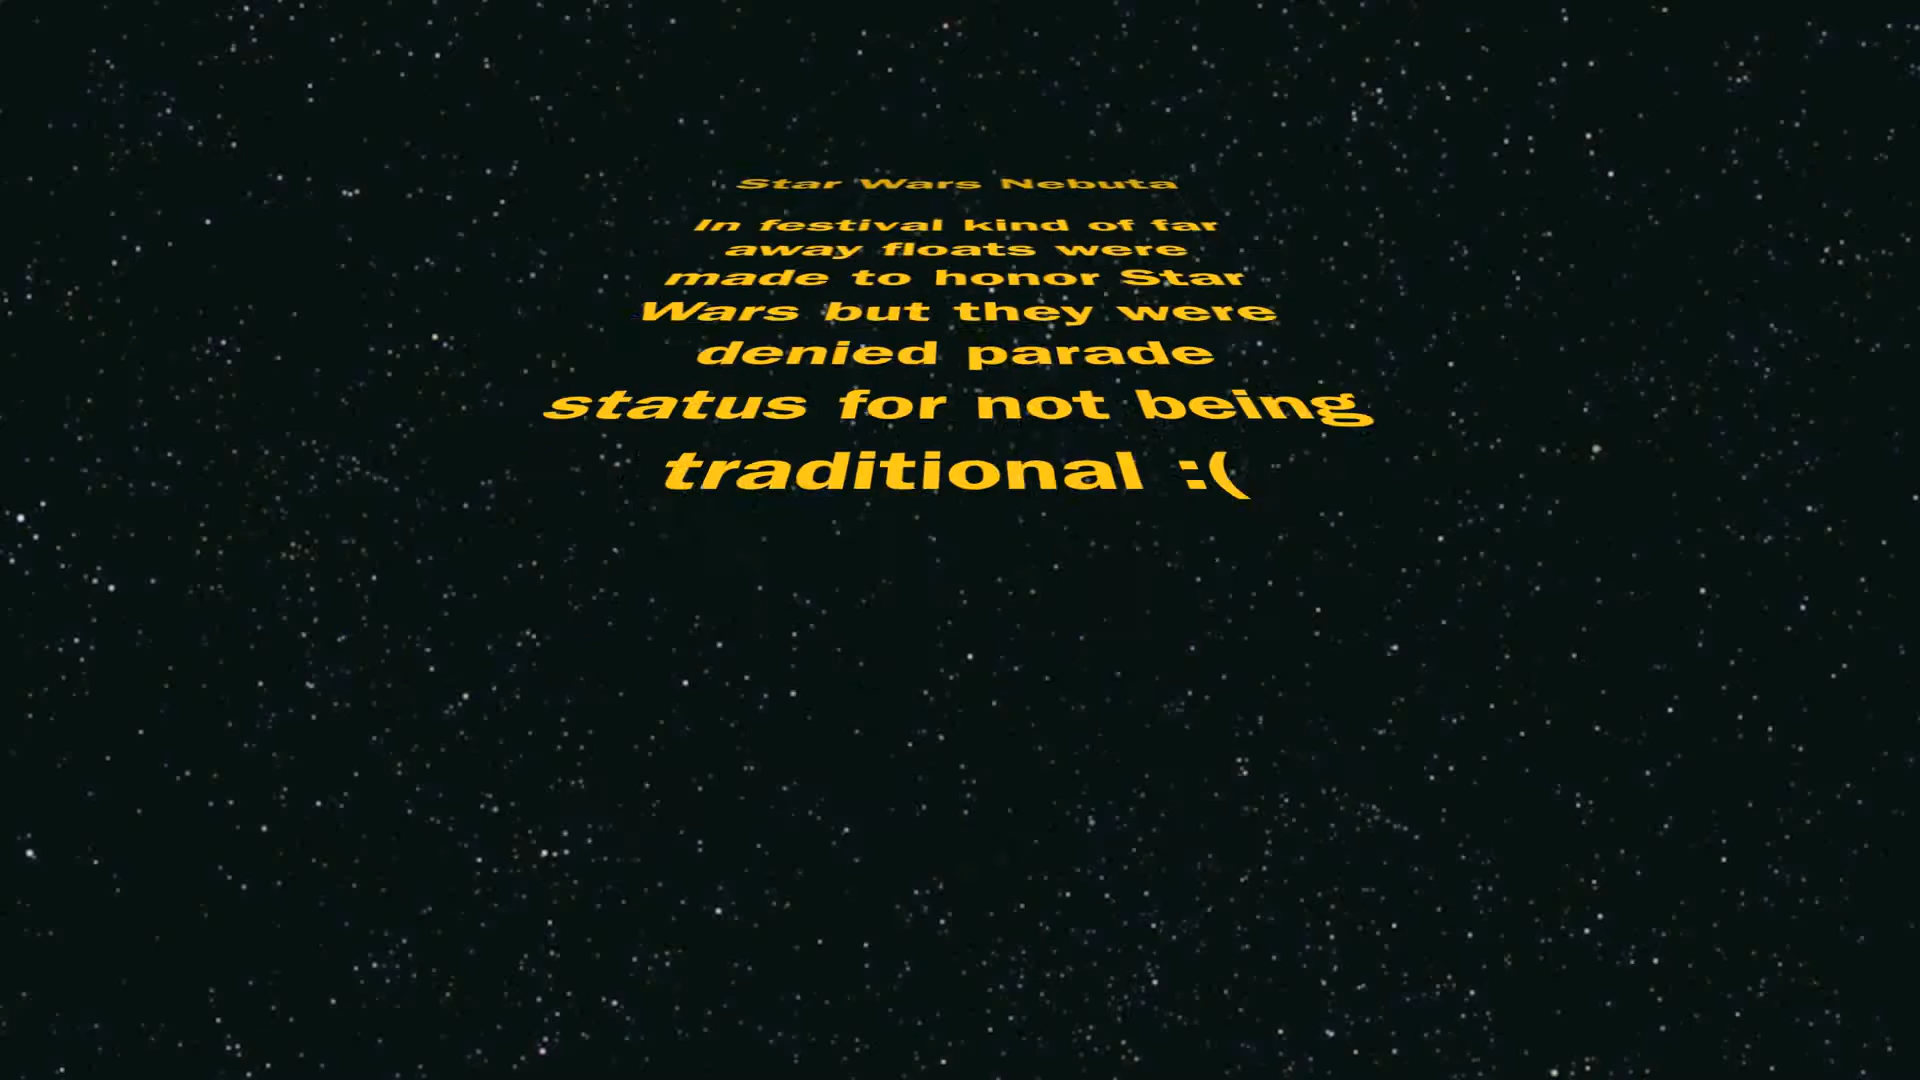 Star Wars Nebuta
In festival kind of far
away floats were
made to honor Star
Wars but they were
denied parade
status for not being
traditional :(